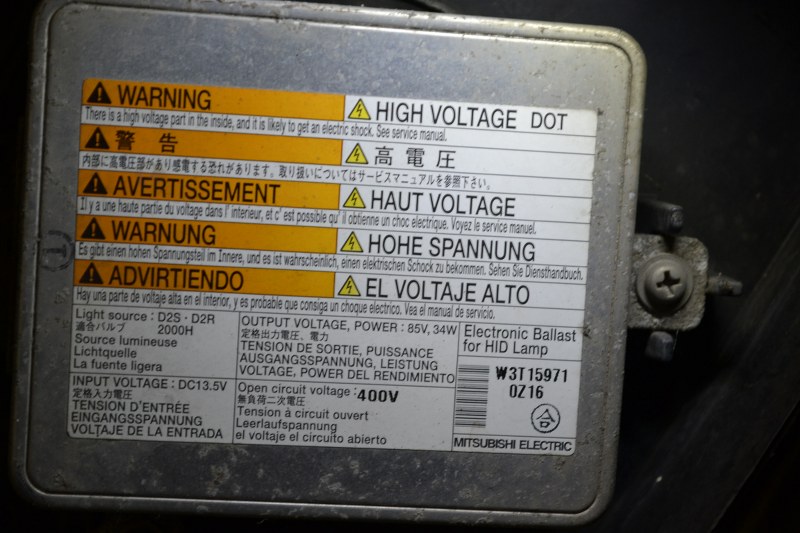 WARNING
HIGH VOLTAGE DOT
There is a high voltage part in the inside, and it is likely to get an electric shock. See service manual.
警告
高電圧
内部に高電圧部があり感電する恐れがあります。取り扱いについてはサービスマニュアルを参照下さい。
AVERTISSEMENT
HAUT VOLTAGE
Il y a une haute partie du voltage dans l' interieur, et c' est possible qu' il obtienne un choc electrique. Voyez le service manuel.
WARNUNG
HOHE SPANNUNG
Es gibt einen hohen Spannungsteil im Innere, und es ist wahrscheinlich, einen elektrischen Schock zu bekommen. Sehen Sie Diensthandbuch.
ADVIRTIENDO
EL VOLTAJE ALTO
Hay una parte de voltaje alta en el interior, y es probable que consiga un choque electrico. Vea el manual de servicio.
Light source : D2S・D2R
適合バルブ 2000H
Source lumineuse
Lichtquelle
La fuente ligera
INPUT VOLTAGE : DC13.5V
定格入力電圧
TENSION D'ENTRÉE
EINGANGSSPANNUNG
VOLTAJE DE LA ENTRADA
OUTPUT VOLTAGE, POWER : 85V, 34W
定格出力電圧、電力
TENSION DE SORTIE, PUISSANCE
AUSGANGSSPANNUNG, LEISTUNG
VOLTAGE. POWER DEL RENDIMIENTO
Open circuit voltage : 400V
無負荷二次電圧
Tension à circuit ouvert
Leerlaufspannung
el voltaje el circuito abierto
Electronic Ballast
for HID Lamp
W3T15971
0Z16
合
MITSUBISHI ELECTRIC